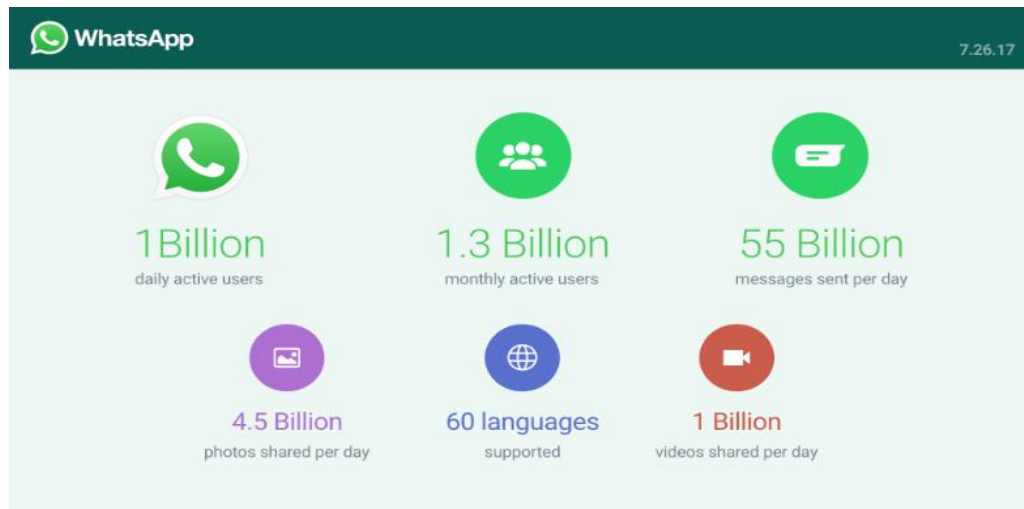 WhatsApp
7.26.17
1Billion
daily active users
1.3 Billion
monthly active users
55 Billion
messages sent per day
4.5 Billion
photos shared per day
60 languages
supported
1 Billion
videos shared per day